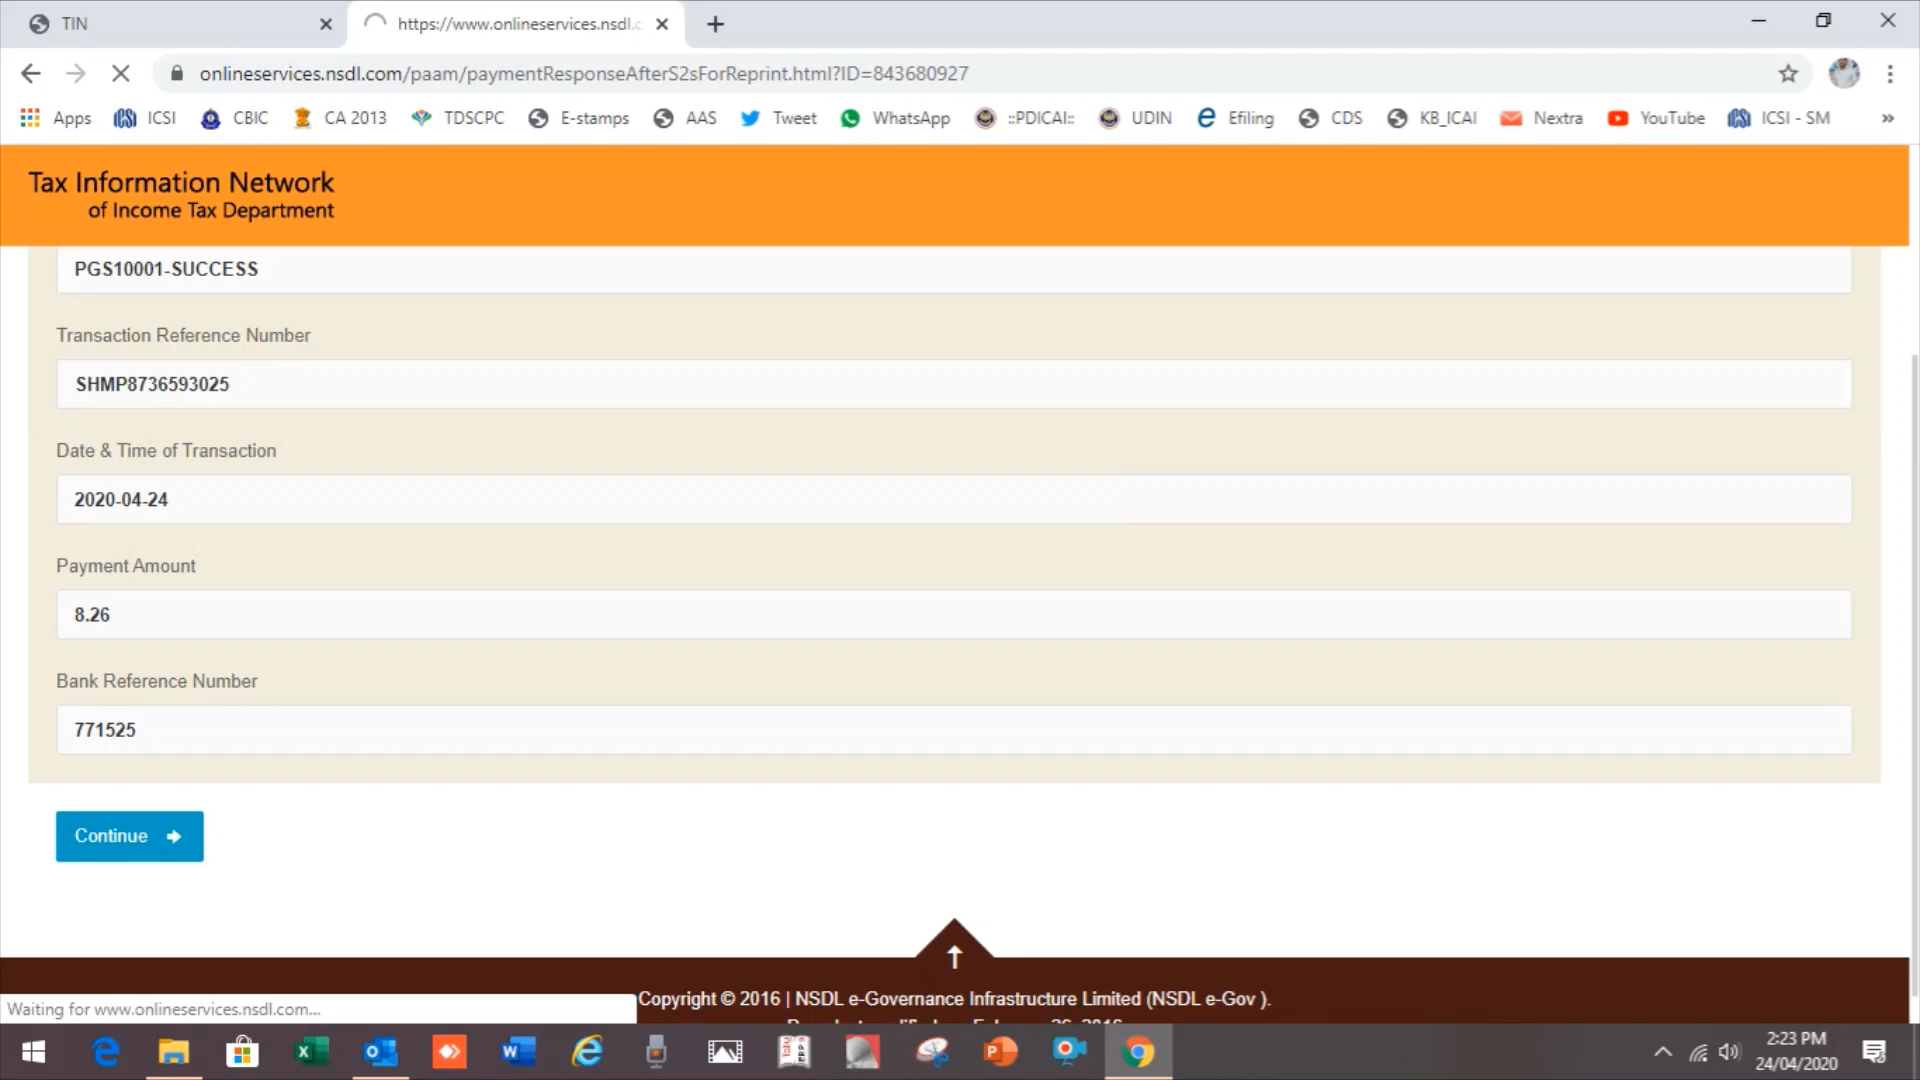 TIN
https://www.onlineservices.nsdl.c
onlineservices.nsdl.com/paam/paymentResponseAfterS2sForReprint.html?ID=843680927
Apps ICSI CBIC CA 2013 TDSCPC E-stamps AAS Tweet WhatsApp ::PDICAI:: UDIN Efiling CDS KB_ICAI Nextra YouTube ICSI - SM »
Tax Information Network
of Income Tax Department
PGS10001-SUCCESS
Transaction Reference Number
SHMP8736593025
Date & Time of Transaction
2020-04-24
Payment Amount
8.26
Bank Reference Number
771525
Continue
Copyright © 2016 | NSDL e-Governance Infrastructure Limited (NSDL e-Gov ).
Waiting for www.onlineservices.nsdl.com...
2:23 PM
24/04/2020